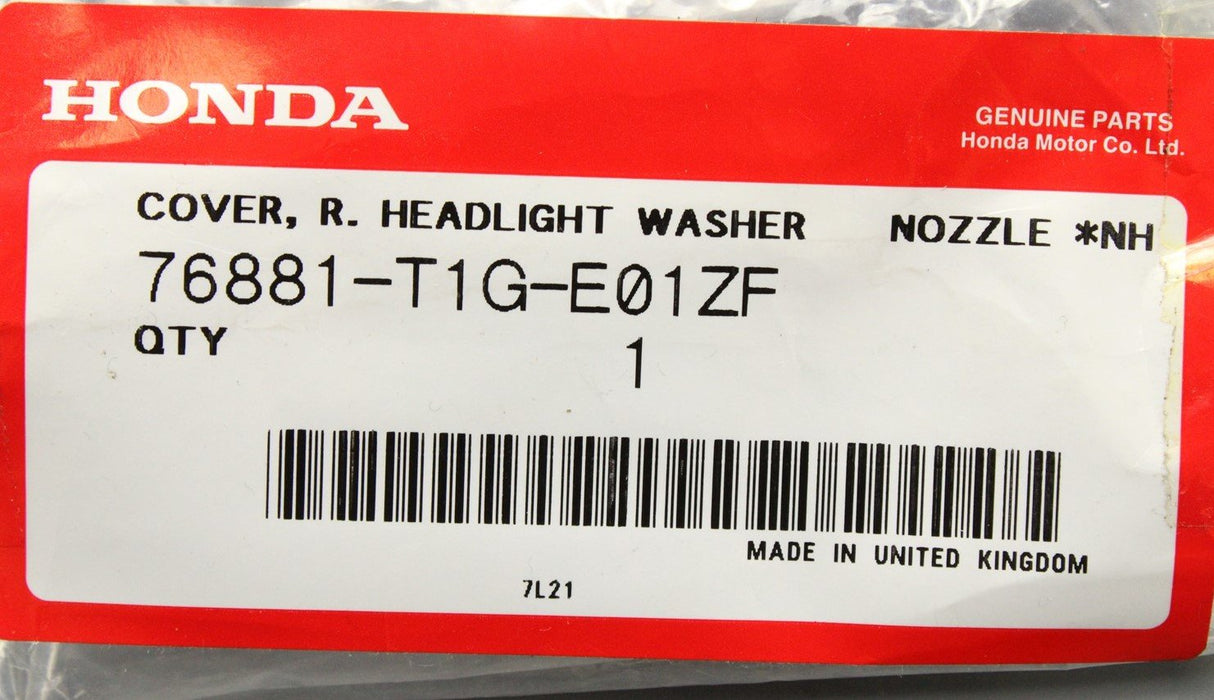 HONDA
GENUINE PARTS
Honda Motor Co. Ltd.
COVER, R. HEADLIGHT WASHER NOZZLE *NH
76881-T1G-E01ZF
QTY 1
MADE IN UNITED KINGDOM
7L21